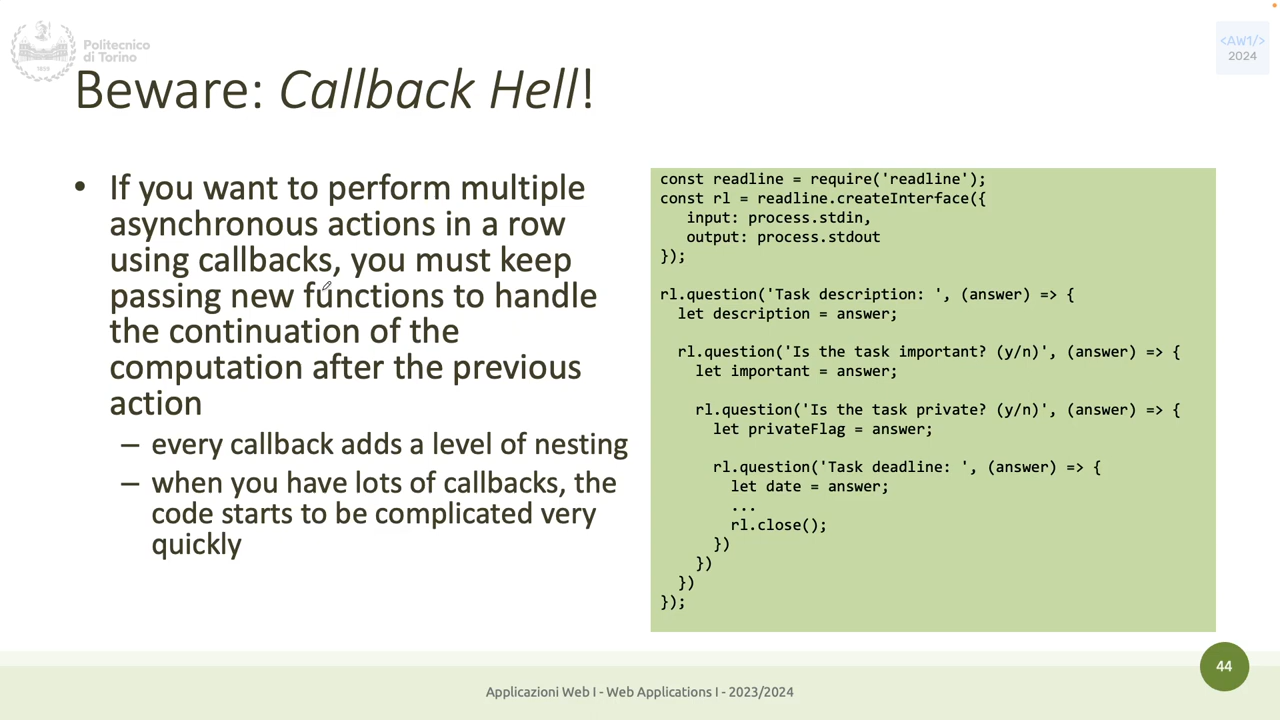 Politecnico
di Torino
1859
<AW1/>
2024
Beware: Callback Hell!
• If you want to perform multiple
asynchronous actions in a row
using callbacks, you must keep
passing new functions to handle
the continuation of the
computation after the previous
action
– every callback adds a level of nesting
– when you have lots of callbacks, the
code starts to be complicated very
quickly
const readline = require('readline');
const rl = readline.createInterface({
   input: process.stdin,
   output: process.stdout
});
rl.question('Task description: ', (answer) => {
  let description = answer;
  rl.question('Is the task important? (y/n)', (answer) => {
    let important = answer;
    rl.question('Is the task private? (y/n)', (answer) => {
      let privateFlag = answer;
      rl.question('Task deadline: ', (answer) => {
        let date = answer;
        ...
        rl.close();
      })
    })
  })
});
44
Applicazioni Web I - Web Applications I - 2023/2024